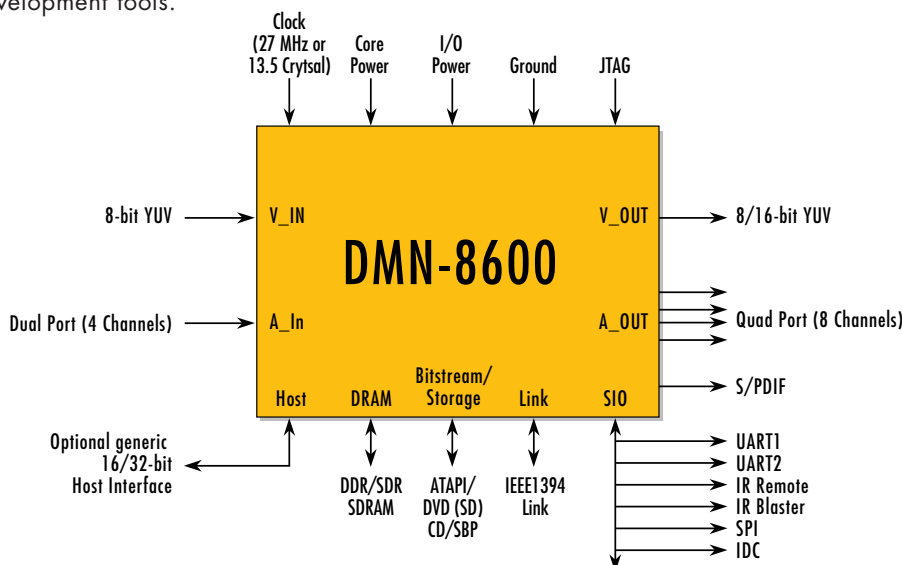 velopment tools.
Clock
(27 MHz or
13.5 Crytsal)
Core
Power
I/O
Power
Ground
JTAG
8-bit YUV
V_IN
V_OUT
8/16-bit YUV
DMN-8600
Dual Port (4 Channels)
A_In
A_OUT
Quad Port (8 Channels)
S/PDIF
Host
DRAM
Bitstream/
Storage
Link
SIO
Optional generic
16/32-bit
Host Interface
DDR/SDR
SDRAM
ATAPI/
DVD (SD)
CD/SBP
IEEE1394
Link
UART1
UART2
IR Remote
IR Blaster
SPI
IDC